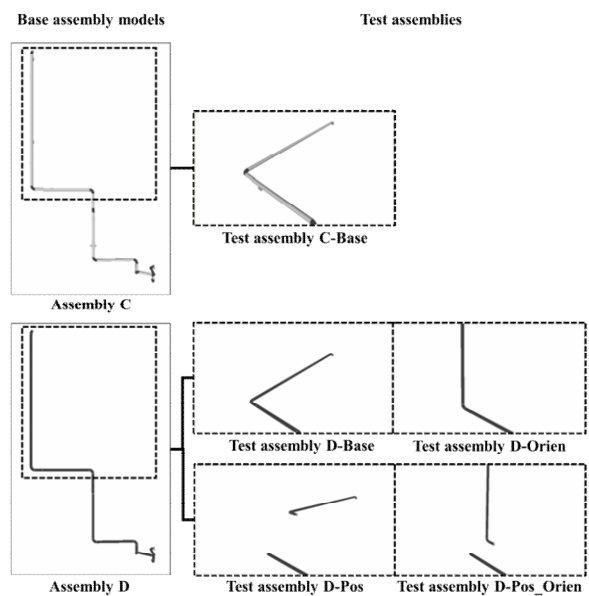 Base assembly models
Test assemblies
Test assembly C-Base
Assembly C
Test assembly D-Base
Test assembly D-Orien
Assembly D
Test assembly D-Pos
Test assembly D-Pos_Orien